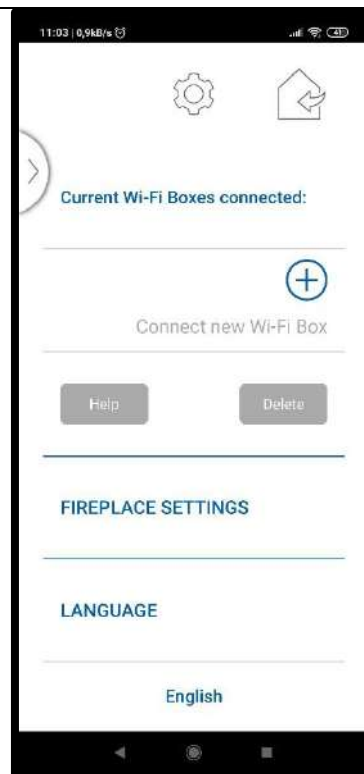 11:03 | 0,9kB/s
41
Current Wi-Fi Boxes connected:
Connect new Wi-Fi Box
Help
Delete
FIREPLACE SETTINGS
LANGUAGE
English